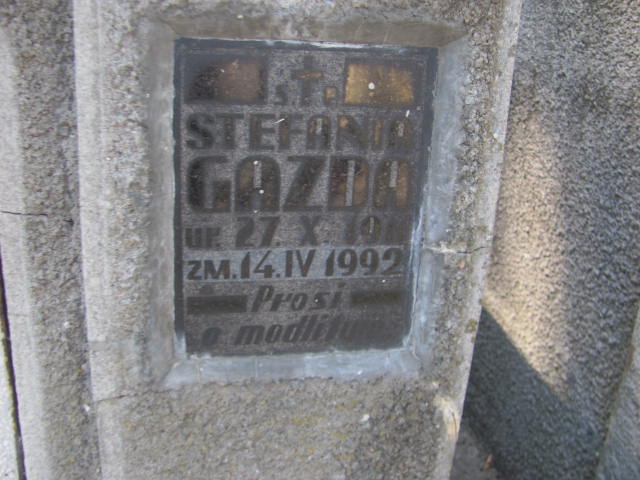 Ś.†P.
STEFANIA
GAZDA
ur. 27. X.
ZM. 14. IV 1992
Prosi
o modlitwę